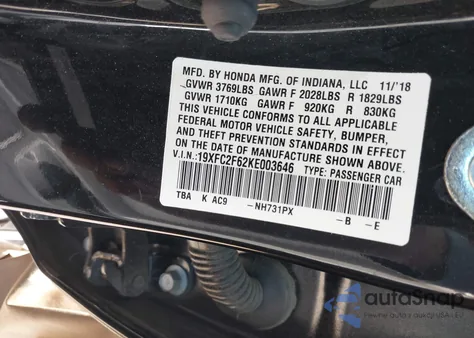 MFD. BY HONDA MFG. OF INDIANA, LLC 11/'18
GVWR 3769LBS GAWR F 2028LBS R 1829LBS
GVWR 1710KG GAWR F 920KG R 830KG
THIS VEHICLE CONFORMS TO ALL APPLICABLE
FEDERAL MOTOR VEHICLE SAFETY, BUMPER,
AND THEFT PREVENTION STANDARDS IN EFFECT
ON THE DATE OF MANUFACTURE SHOWN ABOVE.
V.I.N.:19XFC2F62KE003646 TYPE: PASSENGER CAR
TBA K AC9 -NH731PX -B -E
autoSnap